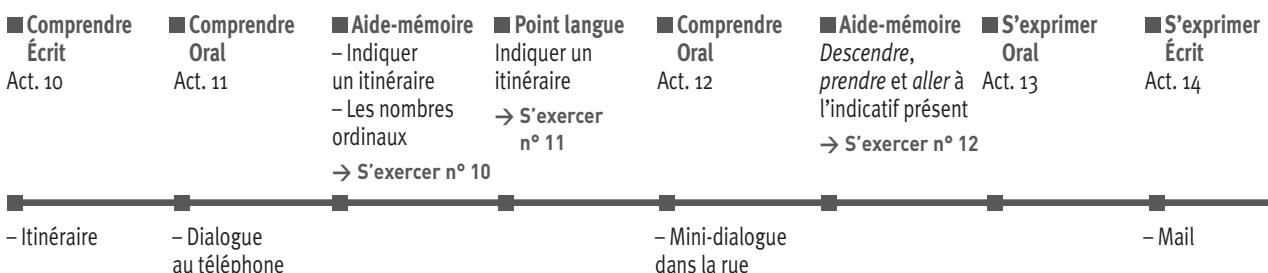 Comprendre
Écrit
Act. 10
Comprendre
Oral
Act. 11
Aide-mémoire
– Indiquer
un itinéraire
– Les nombres
ordinaux
→ S’exercer n° 10
Point langue
Indiquer un
itinéraire
→ S’exercer
n° 11
Comprendre
Oral
Act. 12
Aide-mémoire
Descendre,
prendre et aller à
l’indicatif présent
→ S’exercer n° 12
S’exprimer
Oral
Act. 13
S’exprimer
Écrit
Act. 14
– Itinéraire
– Dialogue
au téléphone
– Mini-dialogue
dans la rue
– Mail